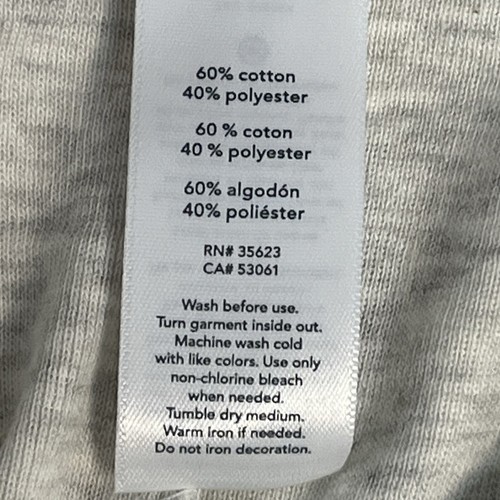 60% cotton
40% polyester
60 % coton
40 % polyester
60% algodón
40% poliéster
RN# 35623
CA# 53061
Wash before use.
Turn garment inside out.
Machine wash cold
with like colors. Use only
non-chlorine bleach
when needed.
Tumble dry medium.
Warm iron if needed.
Do not iron decoration.